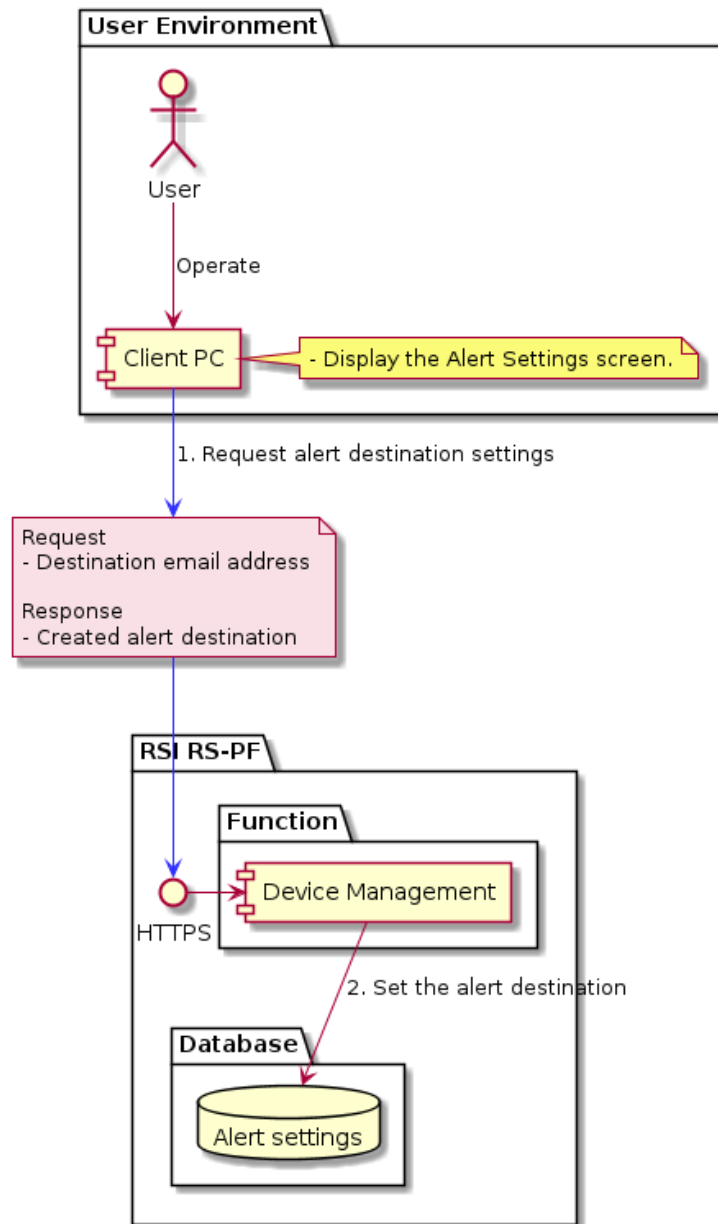 User Environment
User
Operate
Client PC
- Display the Alert Settings screen.
1. Request alert destination settings
Request
- Destination email address
Response
- Created alert destination
RSI RS-PF
Function
Device Management
HTTPS
2. Set the alert destination
Database
Alert settings